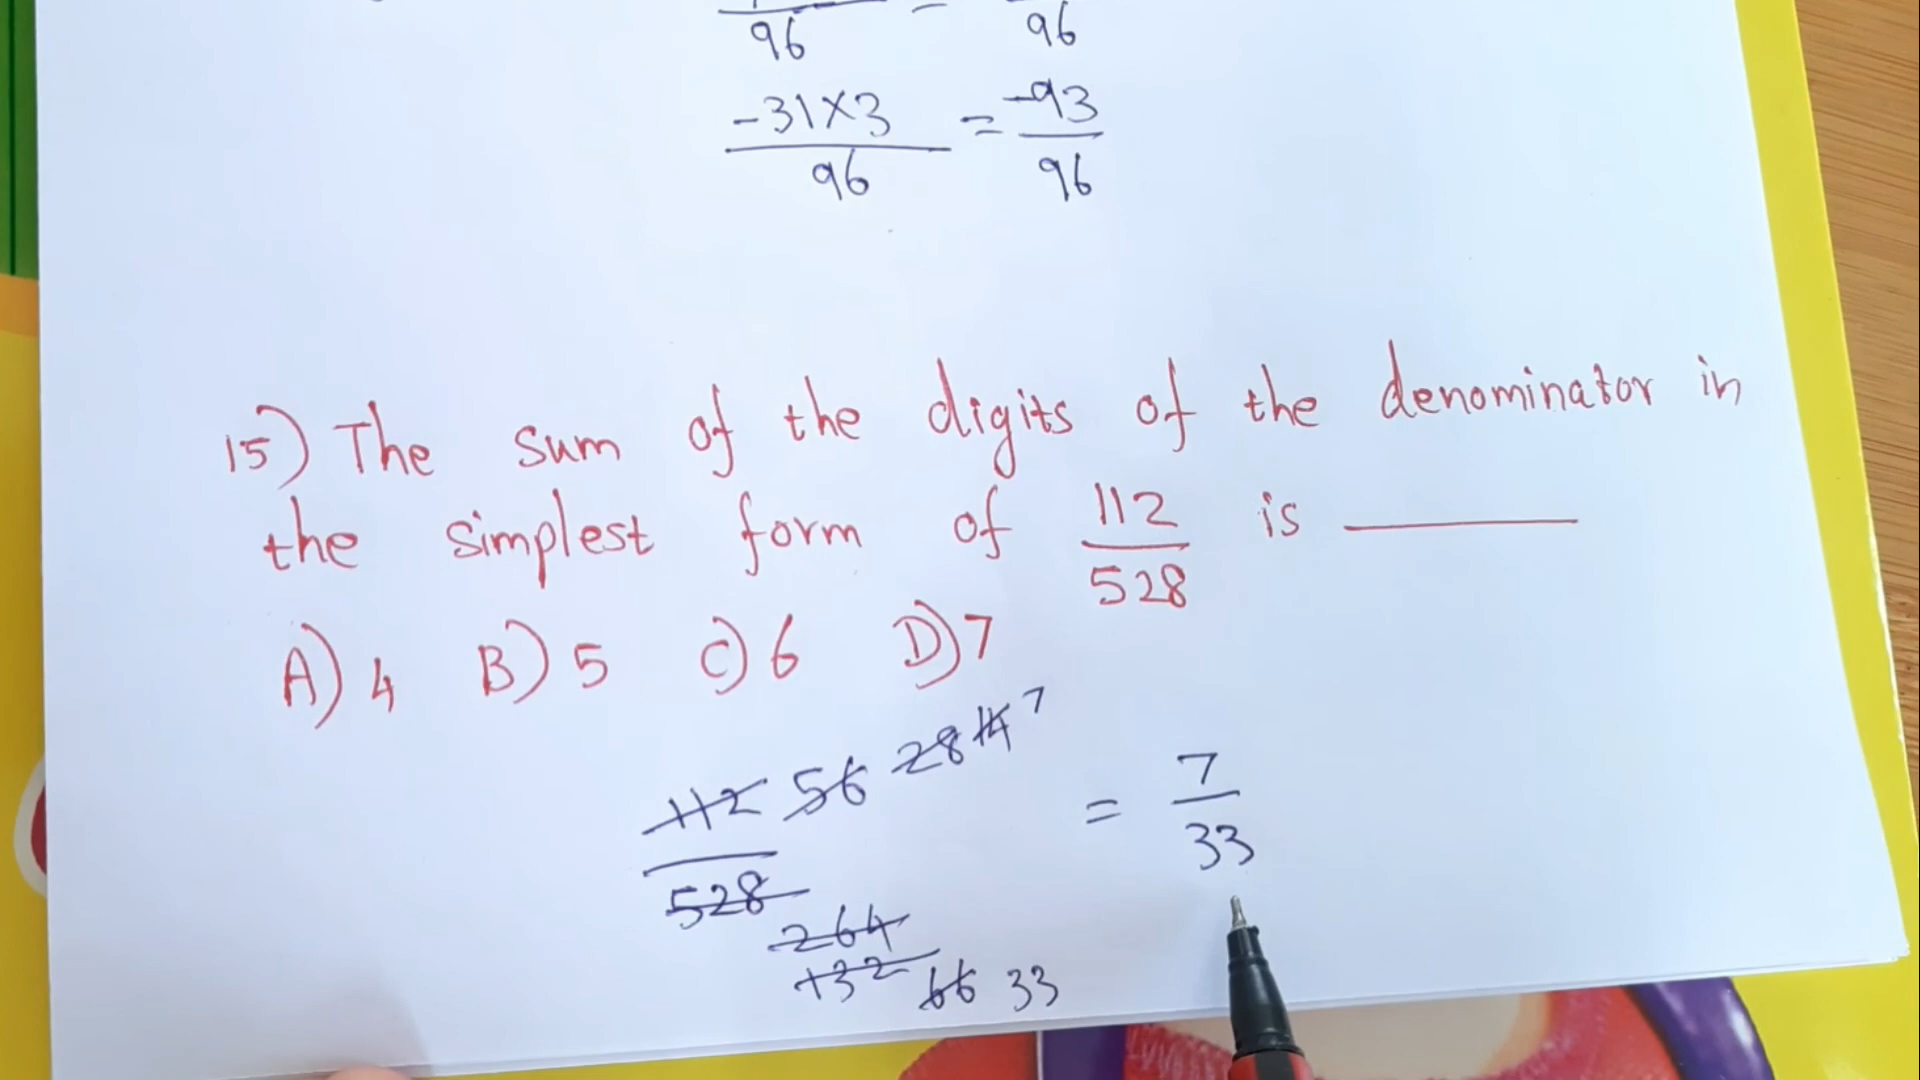 96 = 96
-31×3 = -93
96 96
15) The sum of the digits of the denominator in
the simplest form of 112/528 is ________
A) 4 B) 5 C) 6 D) 7
112 56 28 14 7
528 264 132 66 33
= 7/33